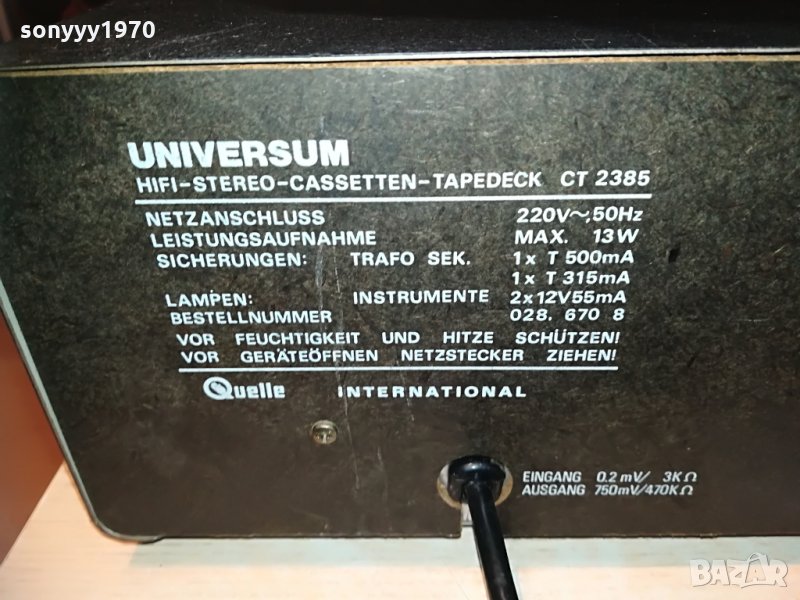 sonyyy1970
UNIVERSUM
HIFI-STEREO-CASSETTEN-TAPEDECK CT 2385
NETZANSCHLUSS 220V~,50Hz
LEISTUNGSAUFNAHME MAX. 13W
SICHERUNGEN: TRAFO SEK. 1x T 500mA
1x T 315mA
LAMPEN: INSTRUMENTE 2x12V55mA
BESTELLNUMMER 028. 670 8
VOR FEUCHTIGKEIT UND HITZE SCHÜTZEN!
VOR GERÄTEÖFFNEN NETZSTECKER ZIEHEN!
Quelle INTERNATIONAL
EINGANG 0.2mV/ 3KΩ
AUSGANG 750mV/470KΩ
BAZAR